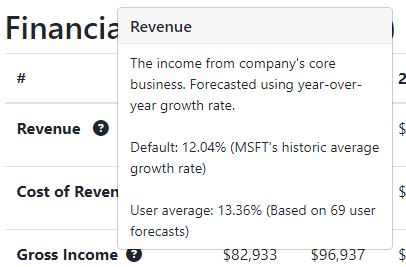 Financia
Revenue
)
The income from company's core
business. Forecasted using year-over-
year growth rate.
#
2
Revenue ?
$
Default: 12.04% (MSFT's historic average
growth rate)
Cost of Reven
$
User average: 13.36% (Based on 69 user
forecasts)
Gross Income ? $82,933 $96,937 $